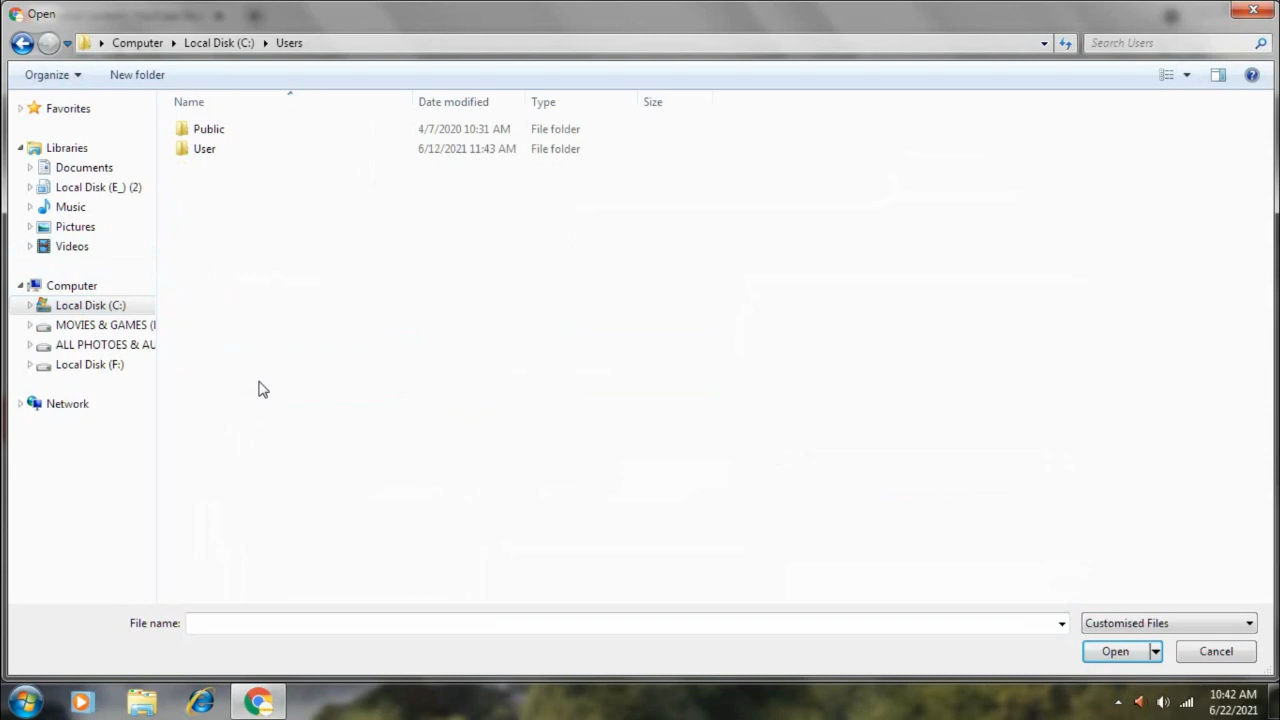 Open
Computer Local Disk (C:) Users
Search Users
Organize New folder
Name Date modified Type Size
Public 4/7/2020 10:31 AM File folder
User 6/12/2021 11:43 AM File folder
Favorites
Libraries
Documents
Local Disk (E_) (2)
Music
Pictures
Videos
Computer
Local Disk (C:)
MOVIES & GAMES (
ALL PHOTOES & AU
Local Disk (F:)
Network
File name: Customised Files
Open Cancel
10:42 AM
6/22/2021